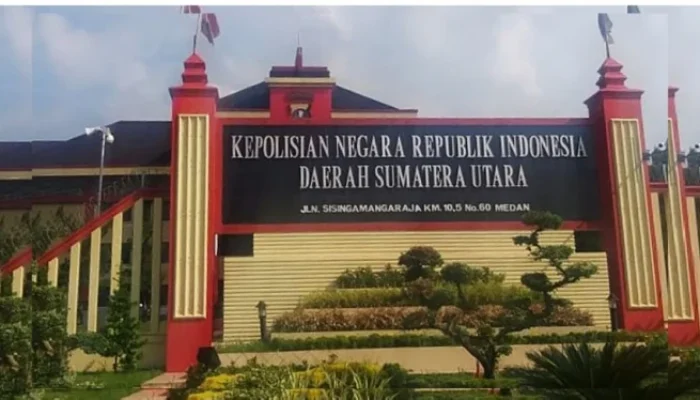 KEPOLISIAN NEGARA REPUBLIK INDONESIA
DAERAH SUMATERA UTARA
JLN. SISINGAMANGARAJA KM. 10,5 No. 60 MEDAN